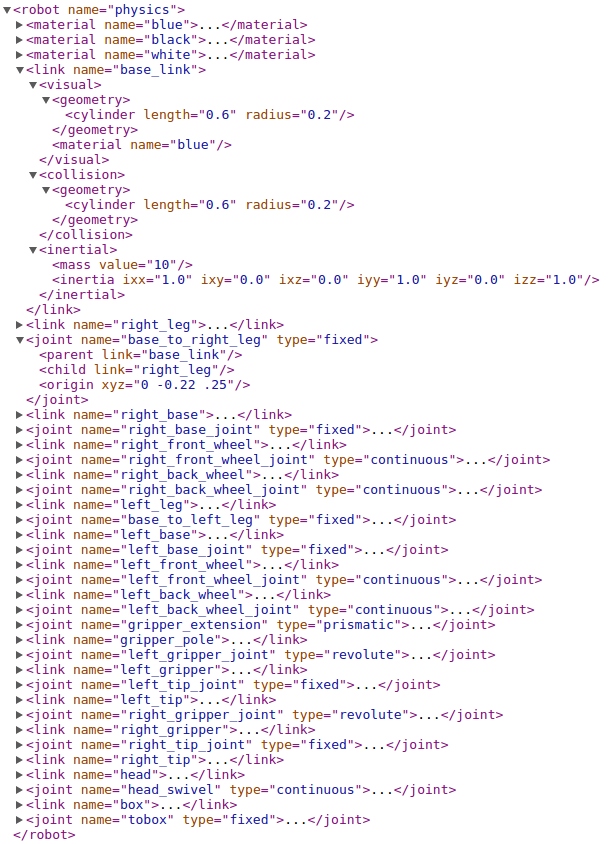 <robot name="physics">
<material name="blue">...</material>
<material name="black">...</material>
<material name="white">...</material>
<link name="base_link">
<visual>
<geometry>
<cylinder length="0.6" radius="0.2"/>
</geometry>
<material name="blue"/>
</visual>
<collision>
<geometry>
<cylinder length="0.6" radius="0.2"/>
</geometry>
</collision>
<inertial>
<mass value="10"/>
<inertia ixx="1.0" ixy="0.0" ixz="0.0" iyy="1.0" iyz="0.0" izz="1.0"/>
</inertial>
</link>
<link name="right_leg">...</link>
<joint name="base_to_right_leg" type="fixed">
<parent link="base_link"/>
<child link="right_leg"/>
<origin xyz="0 -0.22 .25"/>
</joint>
<link name="right_base">...</link>
<joint name="right_base_joint" type="fixed">...</joint>
<link name="right_front_wheel">...</link>
<joint name="right_front_wheel_joint" type="continuous">...</joint>
<link name="right_back_wheel">...</link>
<joint name="right_back_wheel_joint" type="continuous">...</joint>
<link name="left_leg">...</link>
<joint name="base_to_left_leg" type="fixed">...</joint>
<link name="left_base">...</link>
<joint name="left_base_joint" type="fixed">...</joint>
<link name="left_front_wheel">...</link>
<joint name="left_front_wheel_joint" type="continuous">...</joint>
<link name="left_back_wheel">...</link>
<joint name="left_back_wheel_joint" type="continuous">...</joint>
<joint name="gripper_extension" type="prismatic">...</joint>
<link name="gripper_pole">...</link>
<joint name="left_gripper_joint" type="revolute">...</joint>
<link name="left_gripper">...</link>
<joint name="left_tip_joint" type="fixed">...</joint>
<link name="left_tip">...</link>
<joint name="right_gripper_joint" type="revolute">...</joint>
<link name="right_gripper">...</link>
<joint name="right_tip_joint" type="fixed">...</joint>
<link name="right_tip">...</link>
<link name="head">...</link>
<joint name="head_swivel" type="continuous">...</joint>
<link name="box">...</link>
<joint name="tobox" type="fixed">...</joint>
</robot>